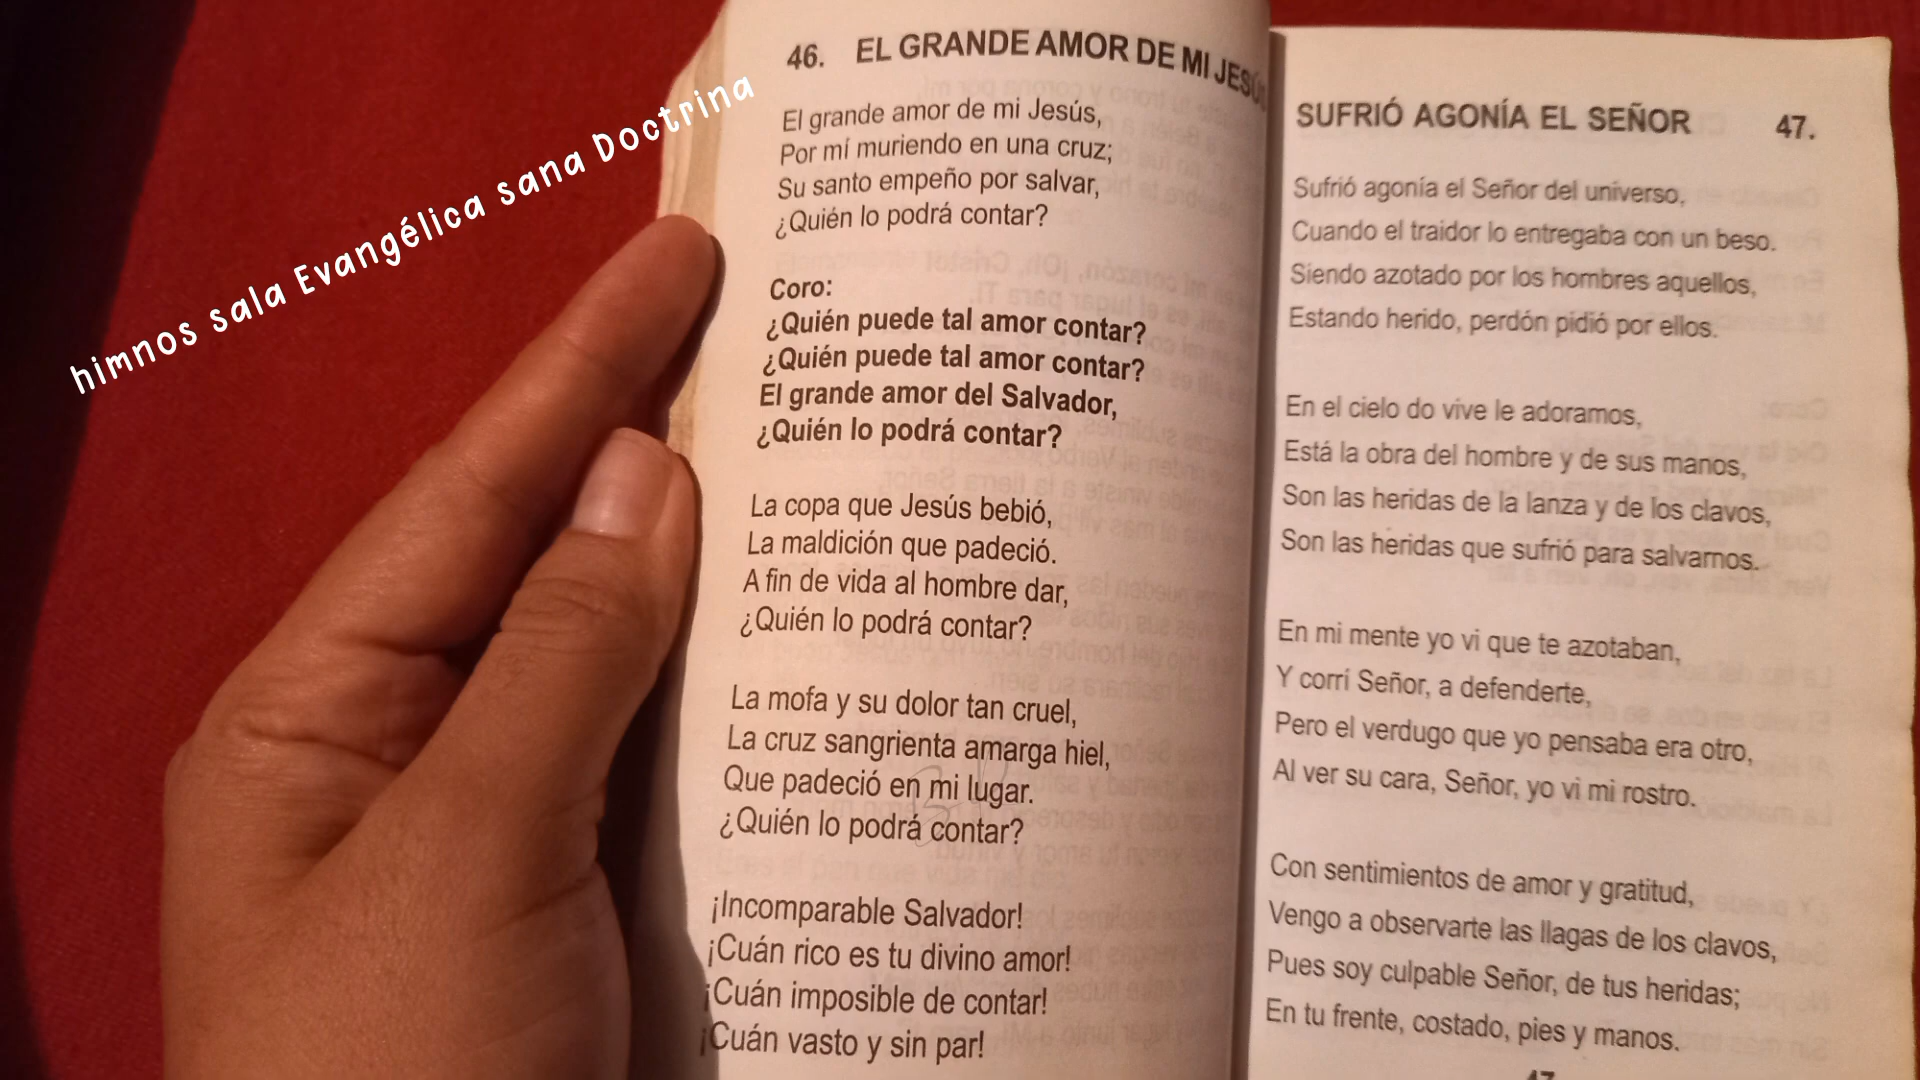 himnos sala Evangélica sana Doctrina
46. EL GRANDE AMOR DE MI JESÚS
El grande amor de mi Jesús,
Por mí muriendo en una cruz;
Su santo empeño por salvar,
¿Quién lo podrá contar?
Coro:
¿Quién puede tal amor contar?
¿Quién puede tal amor contar?
El grande amor del Salvador,
¿Quién lo podrá contar?
La copa que Jesús bebió,
La maldición que padeció.
A fin de vida al hombre dar,
¿Quién lo podrá contar?
La mofa y su dolor tan cruel,
La cruz sangrienta amarga hiel,
Que padeció en mi lugar.
¿Quién lo podrá contar?
¡Incomparable Salvador!
¡Cuán rico es tu divino amor!
¡Cuán imposible de contar!
¡Cuán vasto y sin par!
SUFRIÓ AGONÍA EL SEÑOR 47.
Sufrió agonía el Señor del universo,
Cuando el traidor lo entregaba con un beso.
Siendo azotado por los hombres aquellos,
Estando herido, perdón pidió por ellos.
En el cielo do vive le adoramos,
Está la obra del hombre y de sus manos,
Son las heridas de la lanza y de los clavos,
Son las heridas que sufrió para salvarnos.
En mi mente yo vi que te azotaban,
Y corrí Señor, a defenderte,
Pero el verdugo que yo pensaba era otro,
Al ver su cara, Señor, yo vi mi rostro.
Con sentimientos de amor y gratitud,
Vengo a observarte las llagas de los clavos,
Pues soy culpable Señor, de tus heridas;
En tu frente, costado, pies y manos.
47